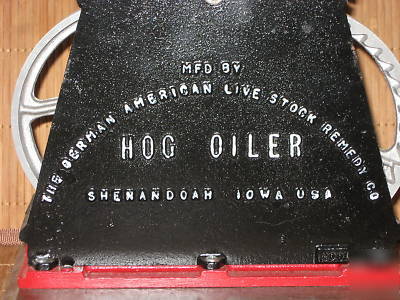 MFD BY
THE GERMAN AMERICAN LIVE STOCK REMEDY CO
HOG OILER
SHENANDOAH IOWA USA